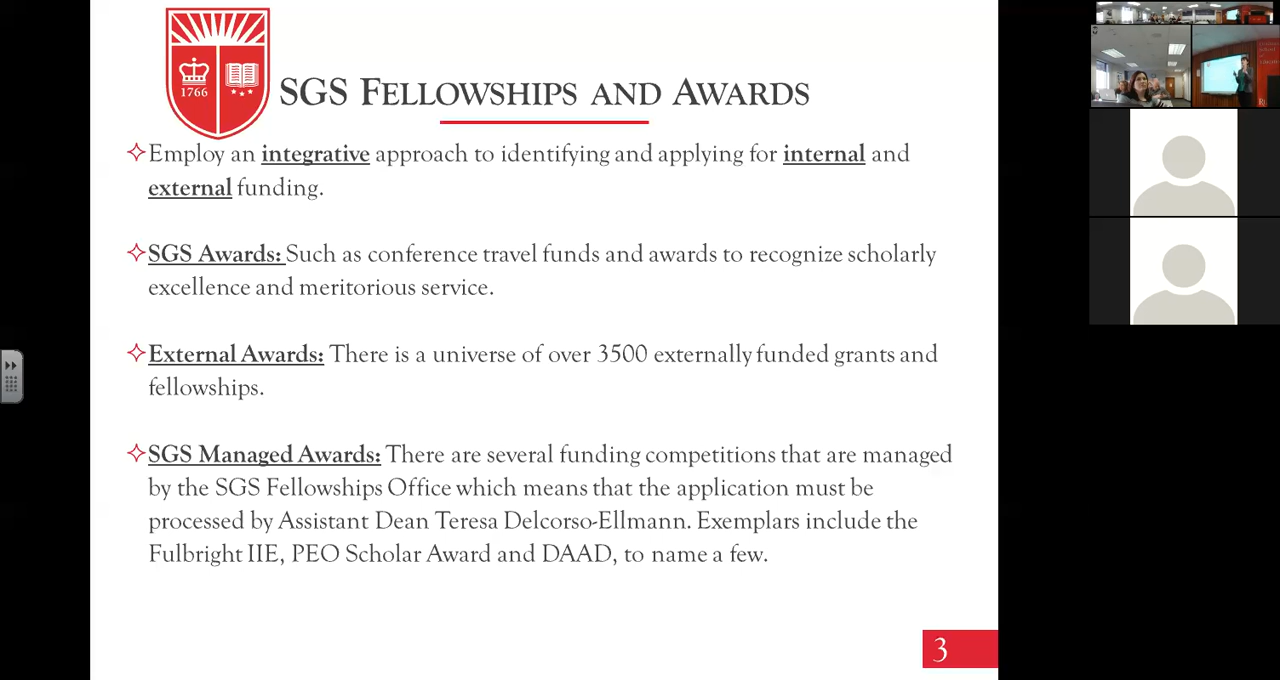 1766
SGS FELLOWSHIPS AND AWARDS
Employ an integrative approach to identifying and applying for internal and
external funding.
SGS Awards: Such as conference travel funds and awards to recognize scholarly
excellence and meritorious service.
External Awards: There is a universe of over 3500 externally funded grants and
fellowships.
SGS Managed Awards: There are several funding competitions that are managed
by the SGS Fellowships Office which means that the application must be
processed by Assistant Dean Teresa Delcorso-Ellmann. Exemplars include the
Fulbright IIE, PEO Scholar Award and DAAD, to name a few.
3